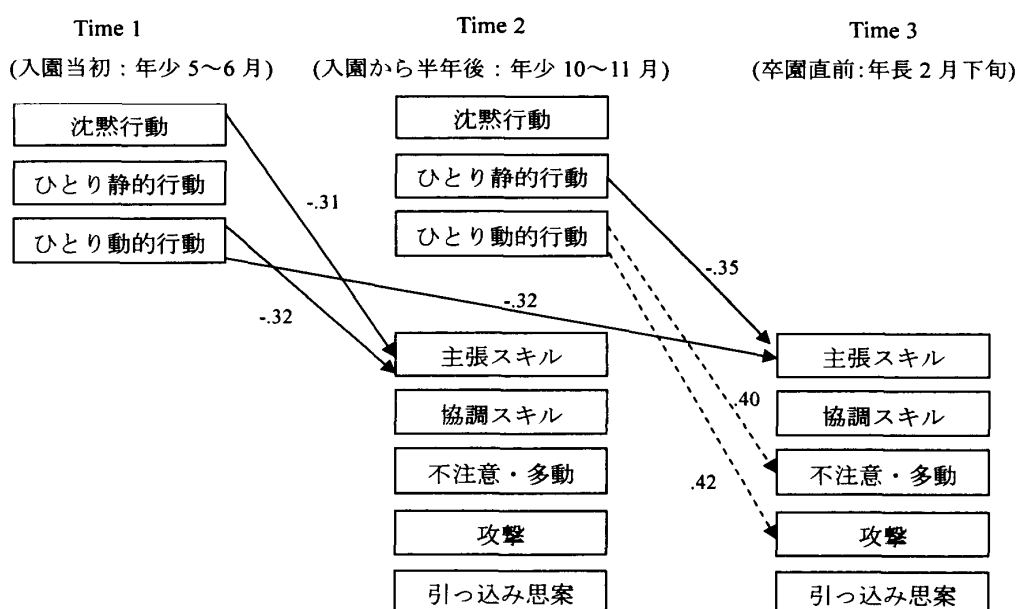 Time 1
Time 2
Time 3
(入園当初：年少 5～6 月)
(入園から半年後：年少 10～11 月)
(卒園直前:年長 2 月下旬)
沈黙行動
沈黙行動
ひとり静的行動
ひとり静的行動
ひとり動的行動
ひとり動的行動
-.31
-.35
-.32
-.32
主張スキル
主張スキル
.40
協調スキル
協調スキル
不注意・多動
不注意・多動
.42
攻撃
攻撃
引っ込み思案
引っ込み思案